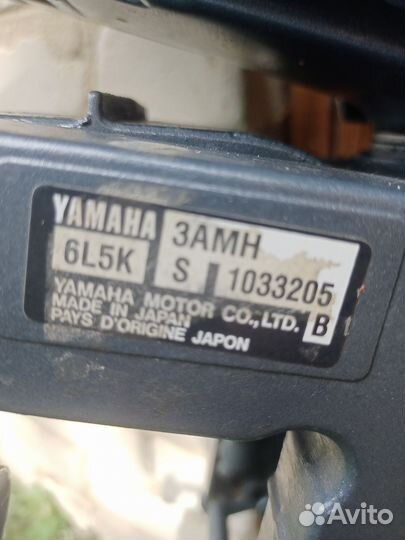 YAMAHA 3AMH
6L5K S 1033205
YAMAHA MOTOR CO.,LTD. B
MADE IN JAPAN
PAYS D'ORIGINE JAPON
Avito